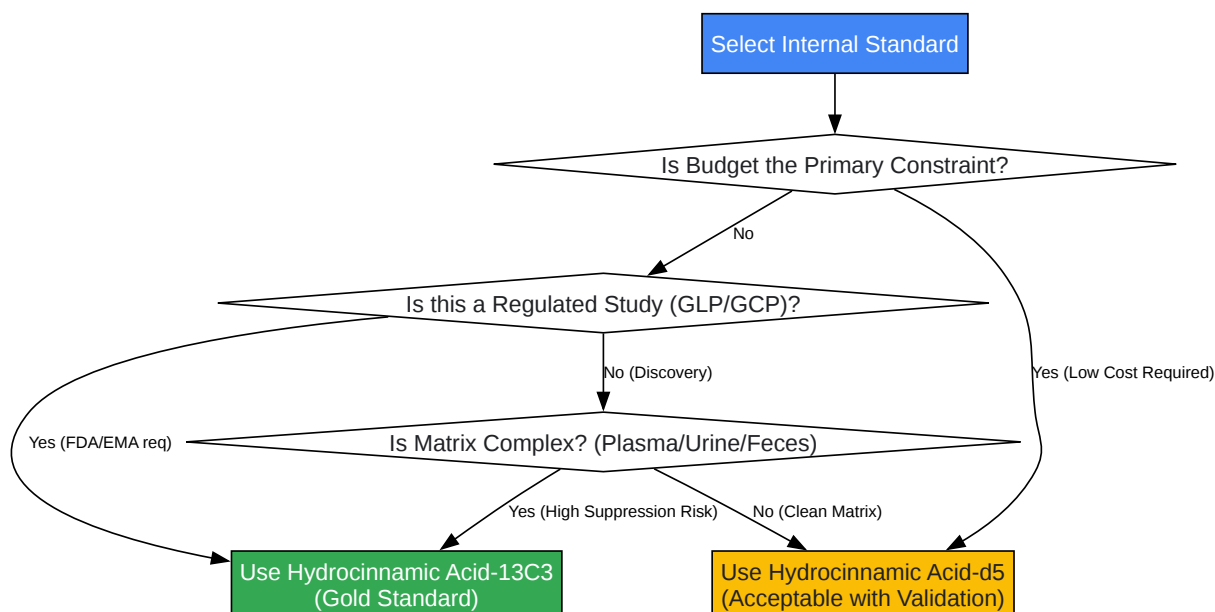 Select Internal Standard
Is Budget the Primary Constraint?
No
Is this a Regulated Study (GLP/GCP)?
No (Discovery)
Yes (Low Cost Required)
Yes (FDA/EMA req)
Is Matrix Complex? (Plasma/Urine/Feces)
Yes (High Suppression Risk)
No (Clean Matrix)
Use Hydrocinnamic Acid-13C3
(Gold Standard)
Use Hydrocinnamic Acid-d5
(Acceptable with Validation)